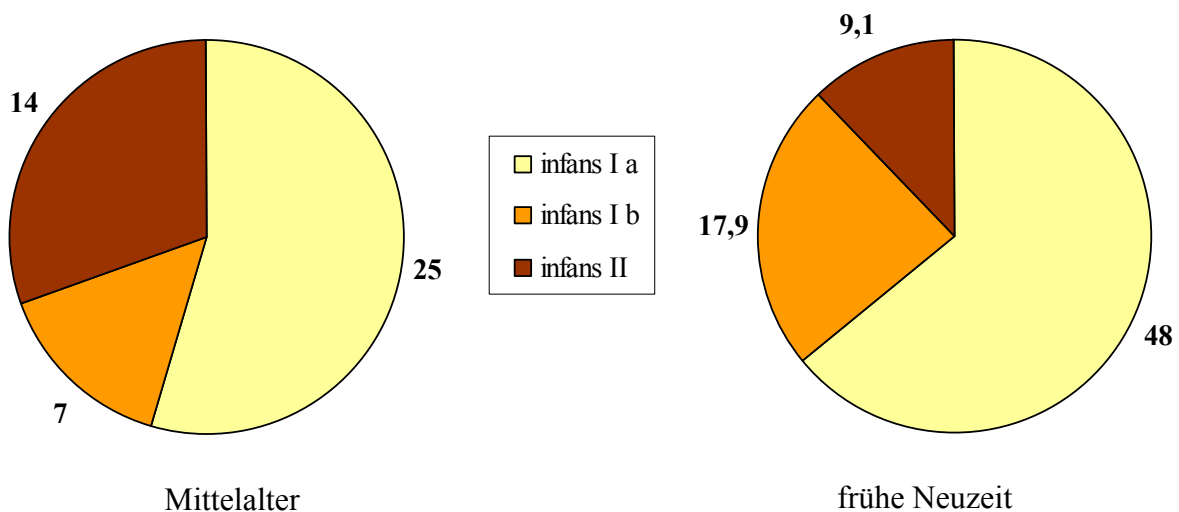 14
25
7
Mittelalter
infans I a
infans I b
infans II
9,1
17,9
48
frühe Neuzeit